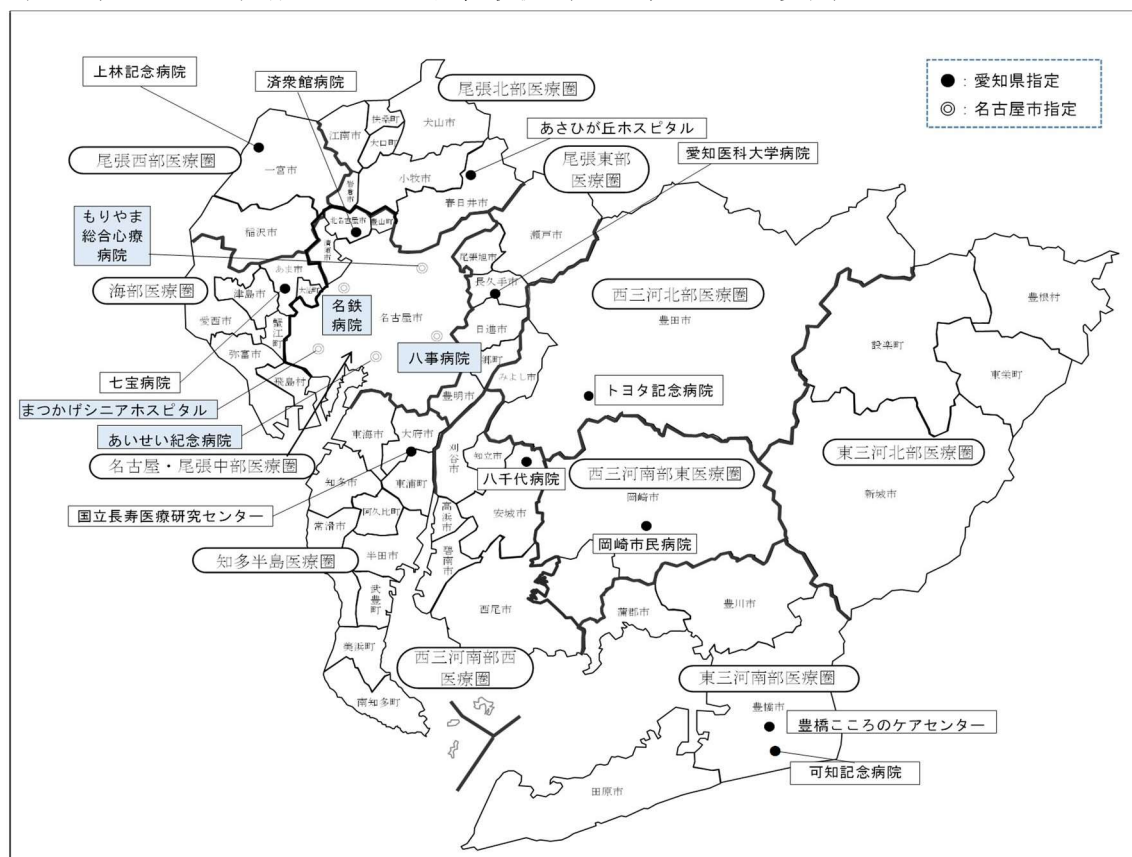 上林記念病院
済衆館病院
尾張北部医療圏
●：愛知県指定
◎：名古屋市指定
扶桑町
江南市
犬山市
大口町
あさひが丘ホスピタル
尾張西部医療圏
一宮市
小牧市
尾張東部
医療圏
愛知医科大学病院
岩倉市
春日井市
もりやま
総合心療
病院
稲沢市
北名古屋市
豊山町
清須市
瀬戸市
尾張旭市
あま市
長久手市
海部医療圏
津島市
大治町
西三河北部医療圏
豊田市
豊根村
愛西市
蟹江町
名鉄
病院
名古屋市
日進市
設楽町
弥富市
八事病院
東郷町
みよし市
東栄町
七宝病院
飛島村
豊明市
トヨタ記念病院
まつかげシニアホスピタル
あいせい紀念病院
東海市
大府市
刈谷市
知立市
名古屋・尾張中部医療圏
八千代病院
西三河南部東医療圏
岡崎市
東三河北部医療圏
知多市
東浦町
新城市
国立長寿医療研究センター
阿久比町
高浜市
安城市
常滑市
岡崎市民病院
知多半島医療圏
半田市
碧南市
武豊町
西尾市
蒲郡市
豊川市
美浜町
西三河南部西
医療圏
東三河南部医療圏
南知多町
豊橋市
豊橋こころのケアセンター
可知記念病院
田原市